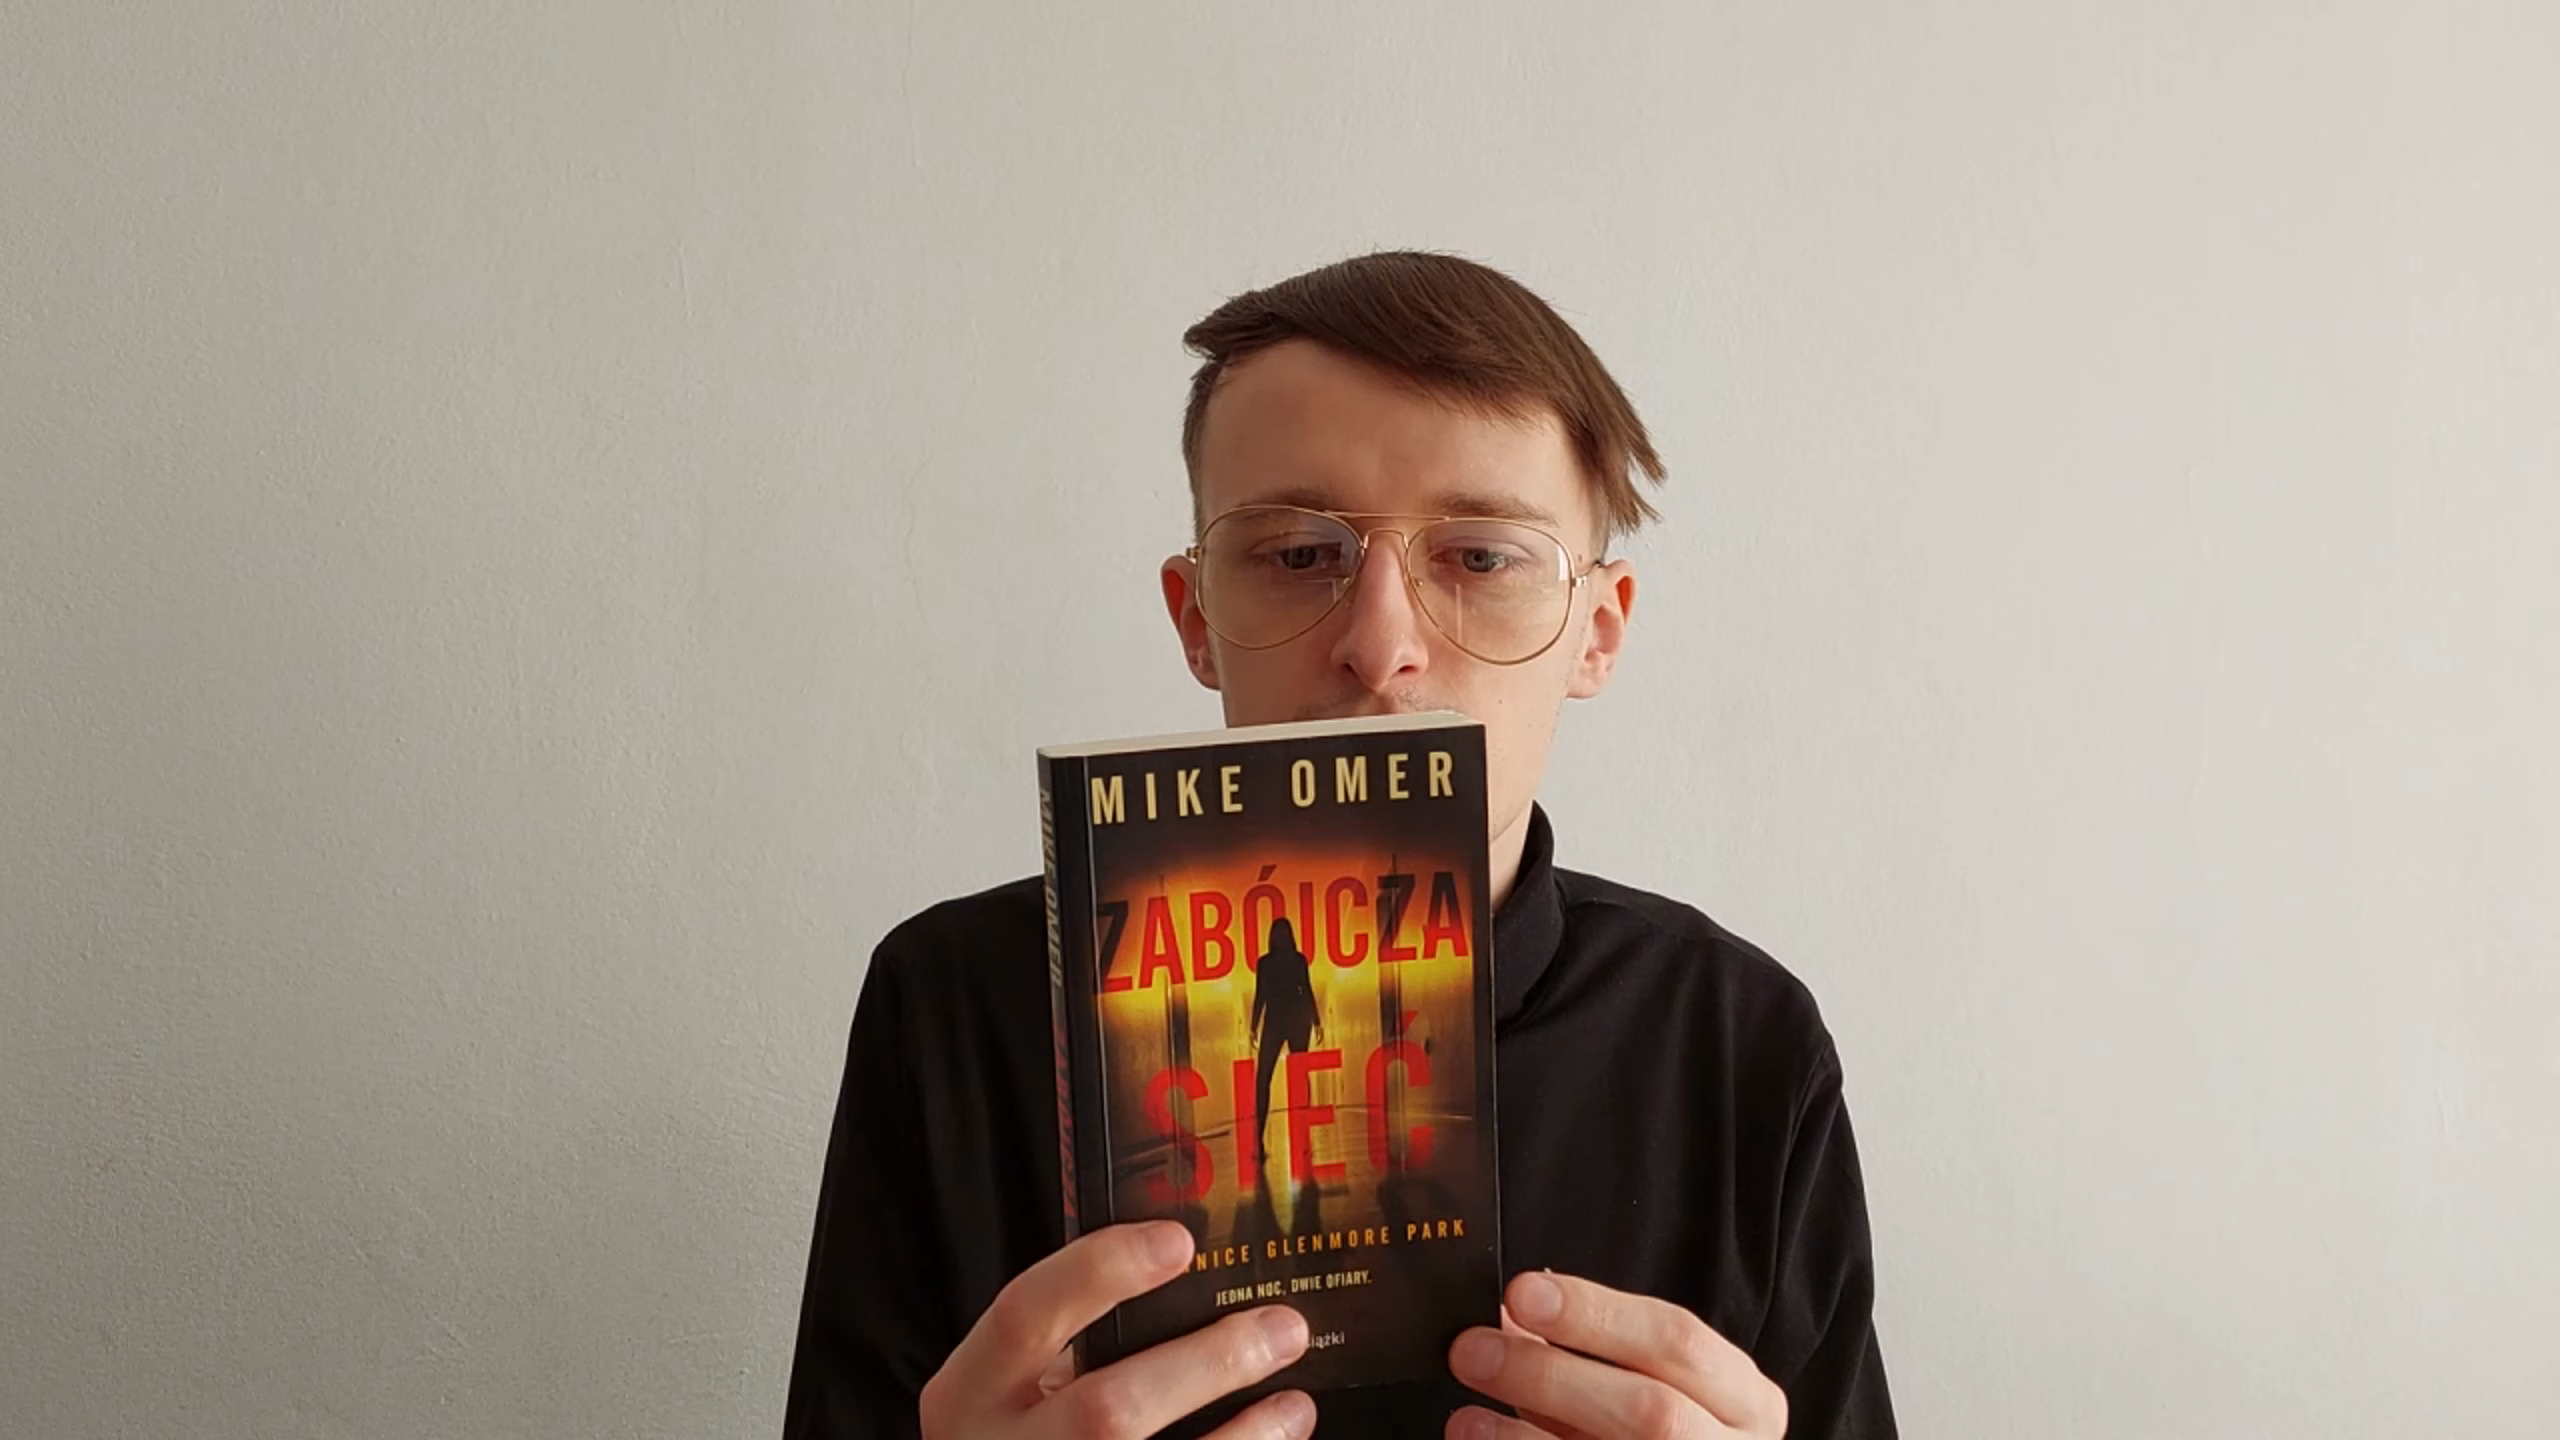 MIKE OMER
ZABÓJCZA
SIEĆ
GLENMORE PARK
JEDNA NOC, DWIE OFIARY.
MIKE OMER